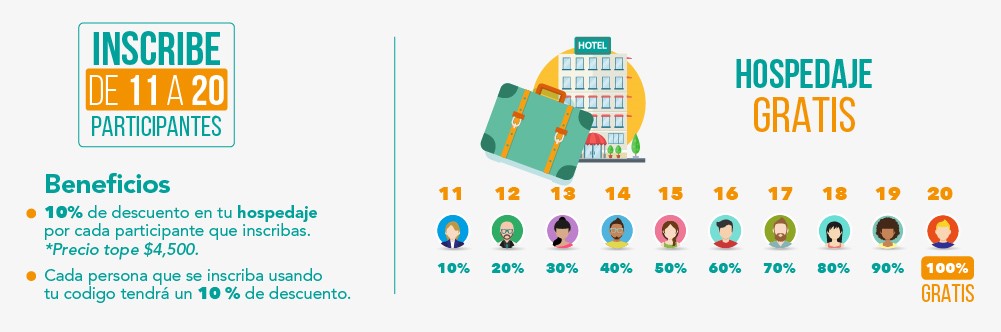 INSCRIBE
DE 11 A 20
PARTICIPANTES
Beneficios
10% de descuento en tu hospedaje
por cada participante que inscribas.
*Precio tope $4,500.
Cada persona que se inscriba usando
tu codigo tendrá un 10 % de descuento.
HOTEL
HOSPEDAJE
GRATIS
11 12 13 14 15 16 17 18 19 20
10% 20% 30% 40% 50% 60% 70% 80% 90% 100%
GRATIS